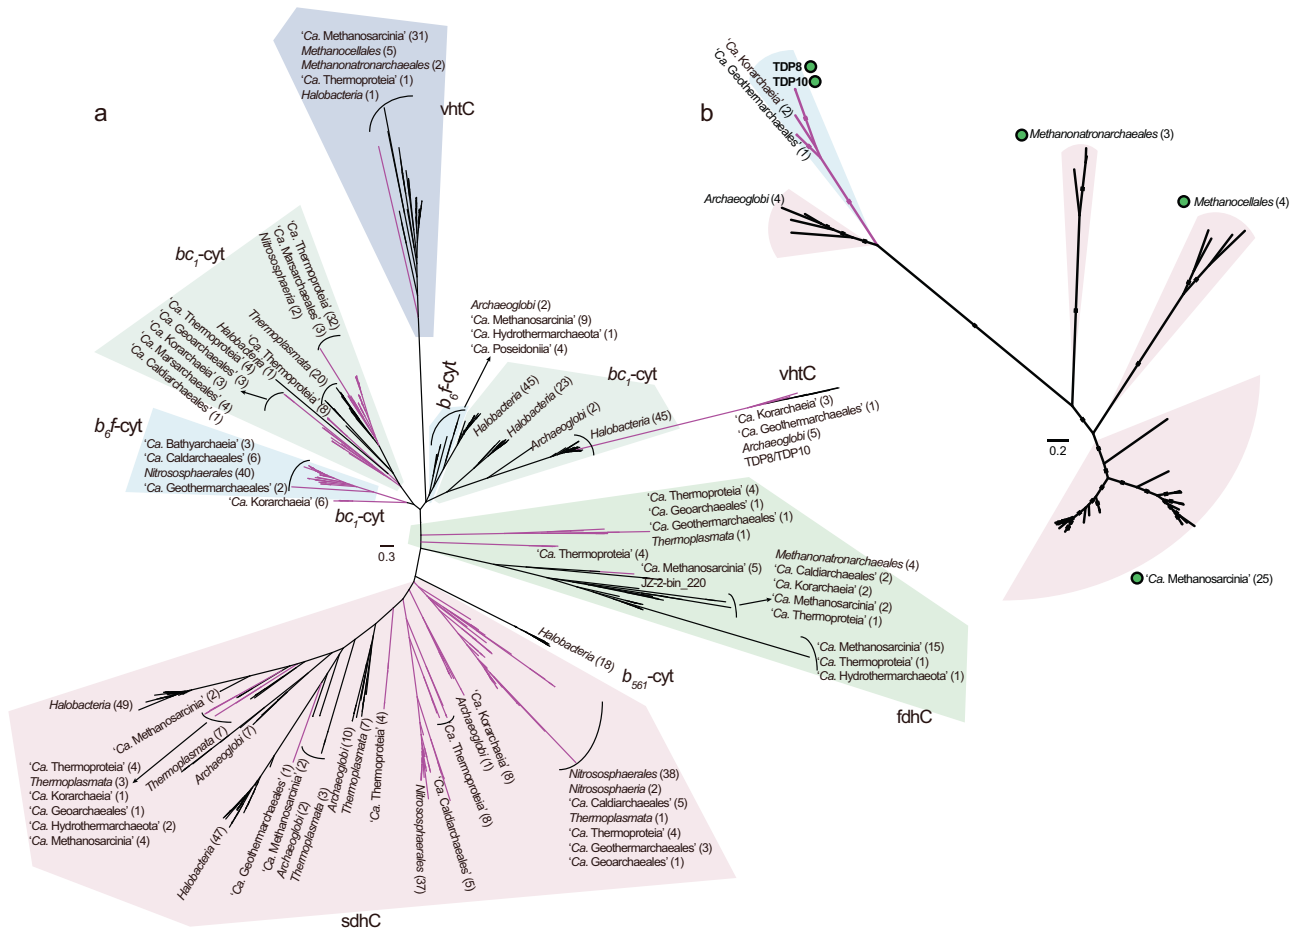 a
'Ca. Methanosarcinia' (31)
Methanocellales (5)
Methanonatronarchaeales (2)
'Ca. Thermoproteia' (1)
Halobacteria (1)
vhtC
bc1-cyt
'Ca. Thermoproteia' (32)
'Ca. Marsarchaeales' (3)
Nitrososphaeria (2)
Thermoplasmata (20)
'Ca. Thermoproteia' (8)
Halobacteria (1)
'Ca. Thermoproteia' (4)
'Ca. Geoarchaeales' (3)
'Ca. Korarchaeia' (3)
'Ca. Marsarchaeales' (4)
'Ca. Caldiarchaeales' (1)
b6f-cyt
'Ca. Bathyarchaeia' (3)
'Ca. Caldarchaeales' (6)
Nitrososphaerales (40)
'Ca. Geothermarchaeales' (2)
'Ca. Korarchaeia' (6)
bc1-cyt
0.3
Archaeoglobi (2)
'Ca. Methanosarcinia' (9)
'Ca. Hydrothermarchaeota' (1)
'Ca. Poseidoniia' (4)
b6f-cyt
bc1-cyt
Halobacteria (45)
Halobacteria (23)
Archaeoglobi (2)
Halobacteria (45)
vhtC
'Ca. Korarchaeia' (3)
'Ca. Geothermarchaeales' (1)
Archaeoglobi (5)
TDP8/TDP10
'Ca. Thermoproteia' (4)
'Ca. Geoarchaeales' (1)
'Ca. Geothermarchaeales' (1)
Thermoplasmata (1)
'Ca. Thermoproteia' (4)
'Ca. Methanosarcinia' (5)
JZ-2-bin_220
Methanonatronarchaeales (4)
'Ca. Caldiarchaeales' (2)
'Ca. Korarchaeia' (2)
'Ca. Methanosarcinia' (2)
'Ca. Thermoproteia' (1)
'Ca. Methanosarcinia' (15)
'Ca. Thermoproteia' (1)
'Ca. Hydrothermarchaeota' (1)
fdhC
Halobacteria (18)
b561-cyt
Halobacteria (49)
'Ca. Methanosarcinia' (2)
Thermoplasmata (7)
Archaeoglobi (7)
'Ca. Thermoproteia' (4)
Thermoplasmata (3)
'Ca. Korarchaeia' (1)
'Ca. Geoarchaeales' (1)
'Ca. Hydrothermarchaeota' (2)
'Ca. Methanosarcinia' (4)
Halobacteria (47)
'Ca. Geothermarchaeales' (1)
'Ca. Methanosarcinia' (2)
Archaeoglobi (2)
Thermoplasmata (3)
Archaeoglobi (10)
Thermoplasmata (7)
'Ca. Thermoproteia' (4)
Nitrososphaerales (37)
'Ca. Caldiarchaeales' (5)
'Ca. Thermoproteia' (8)
Archaeoglobi (1)
'Ca. Korarchaeia' (8)
Nitrososphaerales (38)
Nitrososphaeria (2)
'Ca. Caldiarchaeales' (5)
Thermoplasmata (1)
'Ca. Thermoproteia' (4)
'Ca. Geothermarchaeales' (3)
'Ca. Geoarchaeales' (1)
sdhC
b
TDP8
TDP10
'Ca. Korarchaeia' (2)
'Ca. Geothermarchaeales' (1)
Archaeoglobi (4)
Methanonatronarchaeales (3)
Methanocellales (4)
0.2
'Ca. Methanosarcinia' (25)